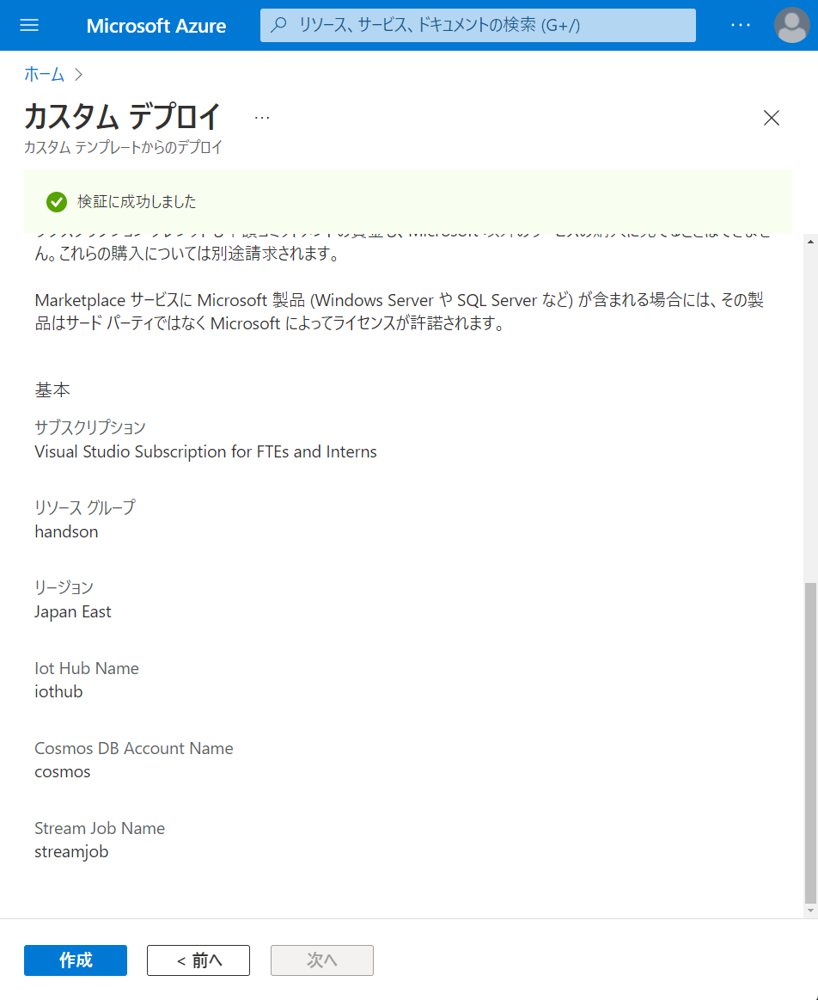 Microsoft Azure
リソース、サービス、ドキュメントの検索 (G+/)
ホーム
カスタム デプロイ
カスタム テンプレートからのデプロイ
検証に成功しました
ん。これらの購入については別途請求されます。
Marketplace サービスに Microsoft 製品 (Windows Server や SQL Server など) が含まれる場合には、その製
品はサード パーティではなく Microsoft によってライセンスが許諾されます。
基本
サブスクリプション
Visual Studio Subscription for FTEs and Interns
リソース グループ
handson
リージョン
Japan East
Iot Hub Name
iothub
Cosmos DB Account Name
cosmos
Stream Job Name
streamjob
作成
< 前へ
次へ